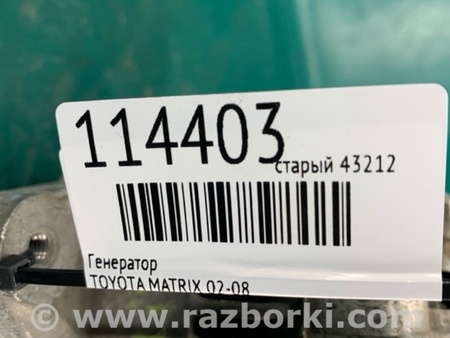 114403
старый 43212
Генератор
TOYOTA MATRIX 02-08
www.razborki.com